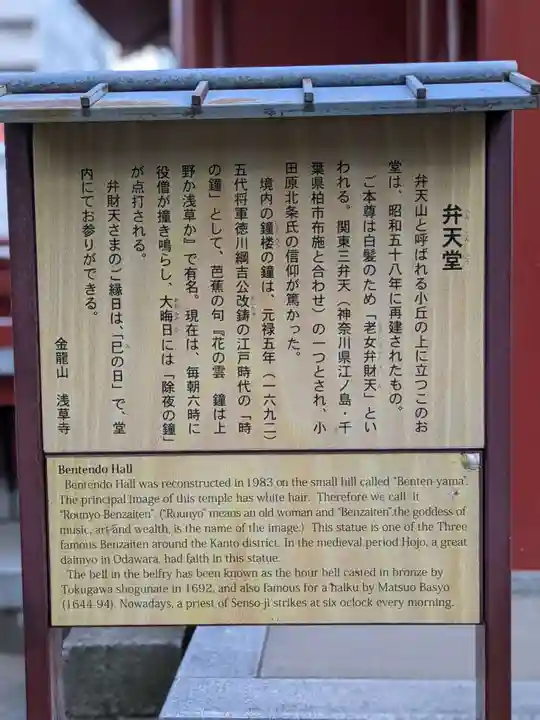 弁天堂
べんてんどう
弁天山と呼ばれる小丘の上に立つこのお
堂は、昭和五十八年に再建されたもの。
ご本尊は白髪のため「老女弁財天」とい
われる。関東三弁天（神奈川県江ノ島・千
葉県柏市布施と合わせ）の一つとされ、小
田原北条氏の信仰が篤かった。
境内の鐘楼の鐘は、元禄五年（一六九二）
五代将軍徳川綱吉公改鋳の江戸時代の「時
の鐘」として、芭蕉の句『花の雲　鐘は上
野か浅草か』で有名。現在は、毎朝六時に
役僧が撞き鳴らし、大晦日には「除夜の鐘」
が点打される。
弁財天さまのご縁日は、「巳の日」で、堂
内にてお参りができる。
金龍山　浅草寺
Bentendo Hall
Bentendo Hall was reconstructed in 1983 on the small hill called "Benten-yama".
The principal image of this temple has white hair. Therefore we call it
"Rounyo-Benzaiten". ("Rounyo" means an old woman and "Benzaiten",the goddess of
music, art and wealth, is the name of the image.) This statue is one of the Three
famous Benzaiten around the Kanto district. In the medieval period Hojo, a great
daimyo in Odawara, had faith in this statue.
The bell in the belfry has been known as the hour bell casted in bronze by
Tokugawa shogunate in 1692, and also famous for a haiku by Matsuo Basyo
(1644-94). Nowadays, a priest of Senso-ji strikes at six oclock every morning.